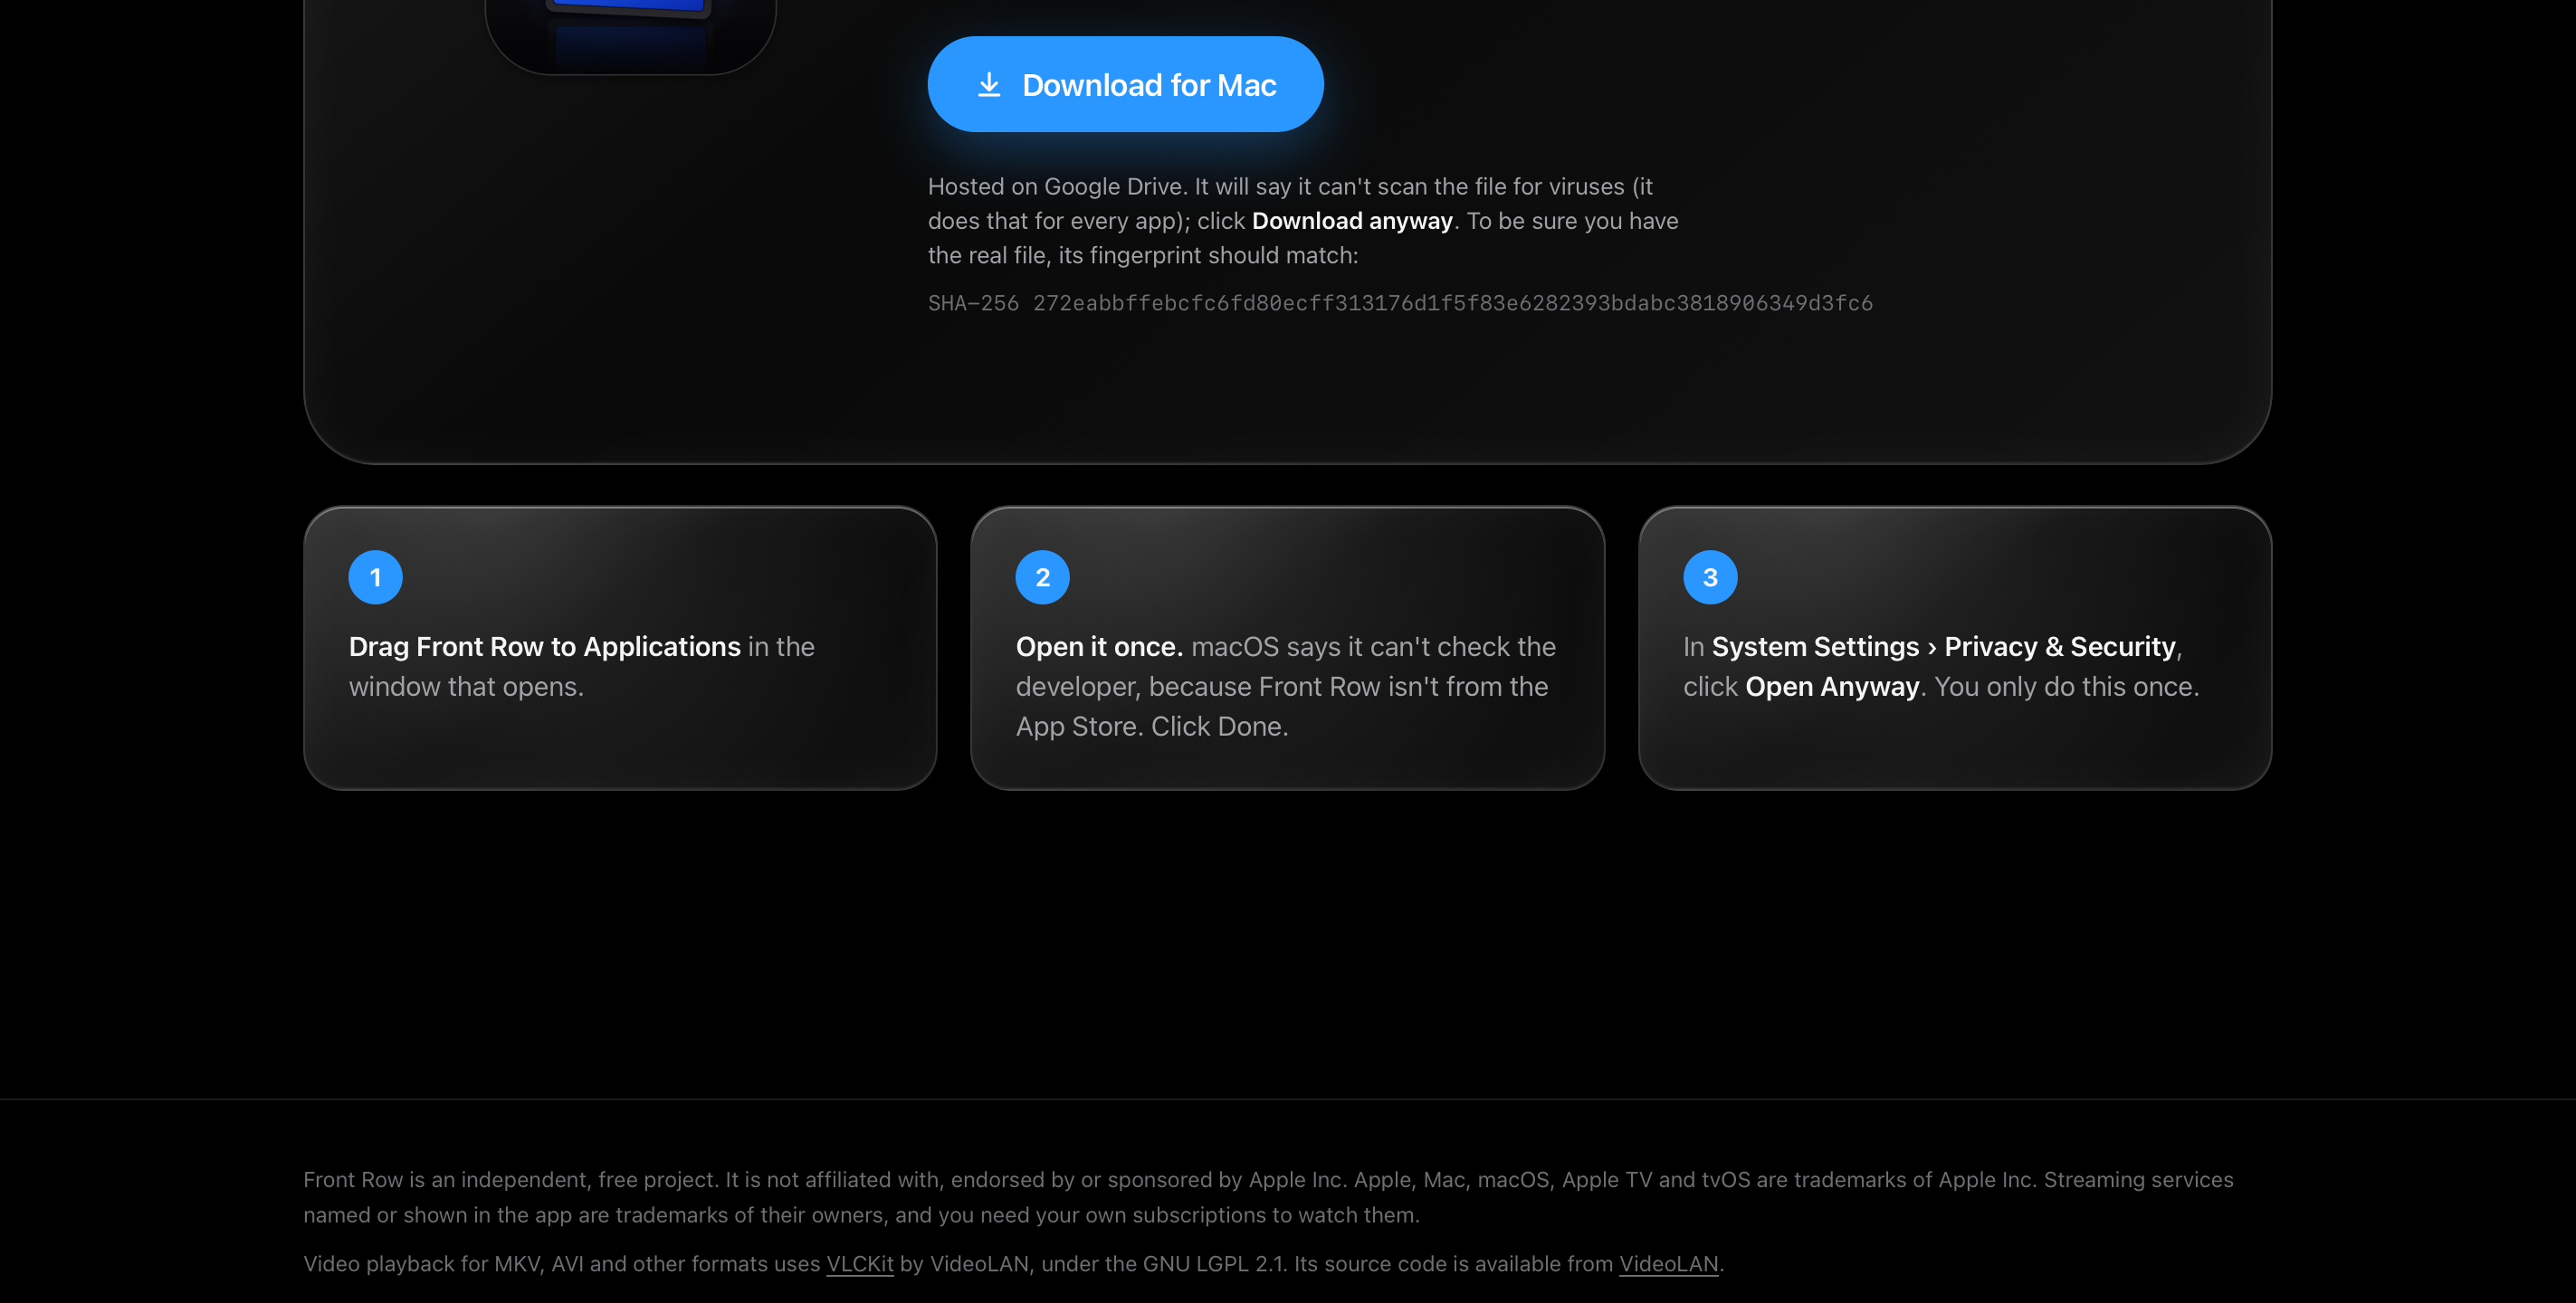 Download for Mac
Hosted on Google Drive. It will say it can't scan the file for viruses (it
does that for every app); click Download anyway. To be sure you have
the real file, its fingerprint should match:
SHA-256 272eabbffebcfc6fd80ecff313176d1f5f83e6282393bdabc3818906349d3fc6
1
Drag Front Row to Applications in the
window that opens.
2
Open it once. macOS says it can't check the
developer, because Front Row isn't from the
App Store. Click Done.
3
In System Settings › Privacy & Security,
click Open Anyway. You only do this once.
Front Row is an independent, free project. It is not affiliated with, endorsed by or sponsored by Apple Inc. Apple, Mac, macOS, Apple TV and tvOS are trademarks of Apple Inc. Streaming services
named or shown in the app are trademarks of their owners, and you need your own subscriptions to watch them.
Video playback for MKV, AVI and other formats uses VLCKit by VideoLAN, under the GNU LGPL 2.1. Its source code is available from VideoLAN.